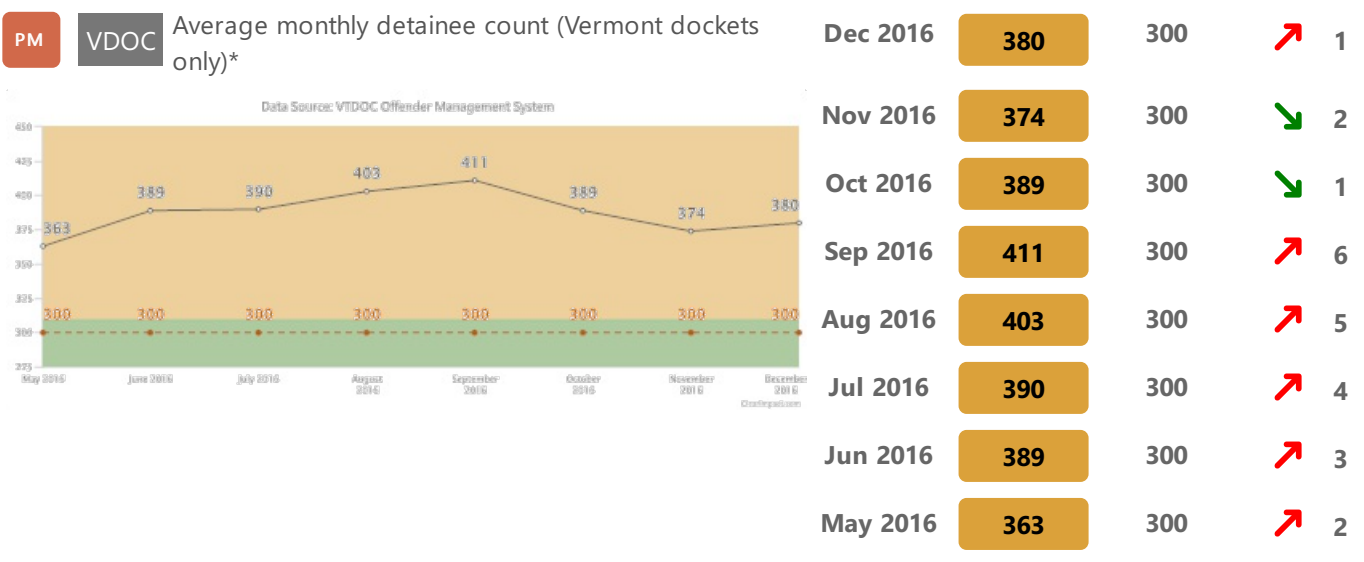 PM
VDOC
Average monthly detainee count (Vermont dockets
only)*
Data Source: VTDOC Offender Management System
450
425
400
375
350
325
300
275
363
389
390
403
411
389
374
380
300
300
300
300
300
300
300
300
May 2016
June 2016
July 2016
August
2016
September
2016
October
2016
November
2016
December
2016
Dec 2016 380 300 1
Nov 2016 374 300 2
Oct 2016 389 300 1
Sep 2016 411 300 6
Aug 2016 403 300 5
Jul 2016 390 300 4
Jun 2016 389 300 3
May 2016 363 300 2